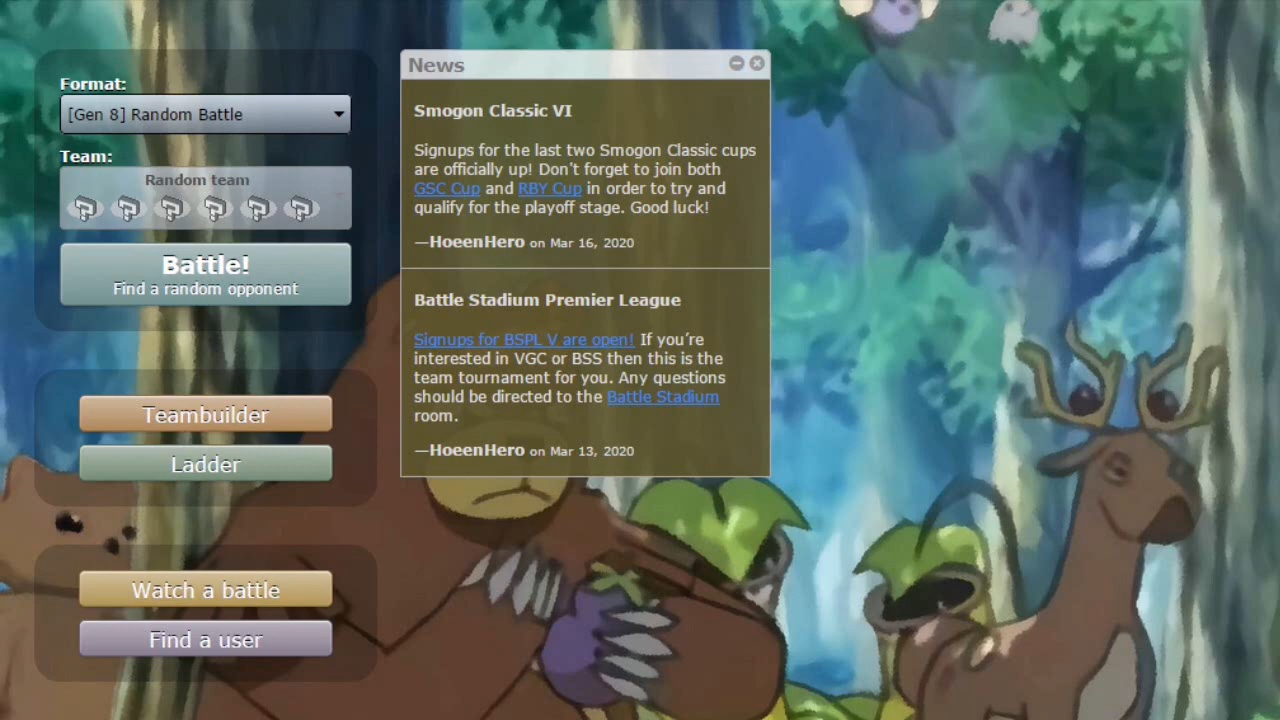 Format:
[Gen 8] Random Battle
Team:
Random team
Battle!
Find a random opponent
Teambuilder
Ladder
Watch a battle
Find a user
News
Smogon Classic VI
Signups for the last two Smogon Classic cups
are officially up! Don't forget to join both
GSC Cup and RBY Cup in order to try and
qualify for the playoff stage. Good luck!
—HoeenHero on Mar 16, 2020
Battle Stadium Premier League
Signups for BSPL V are open! If you're
interested in VGC or BSS then this is the
team tournament for you. Any questions
should be directed to the Battle Stadium
room.
—HoeenHero on Mar 13, 2020